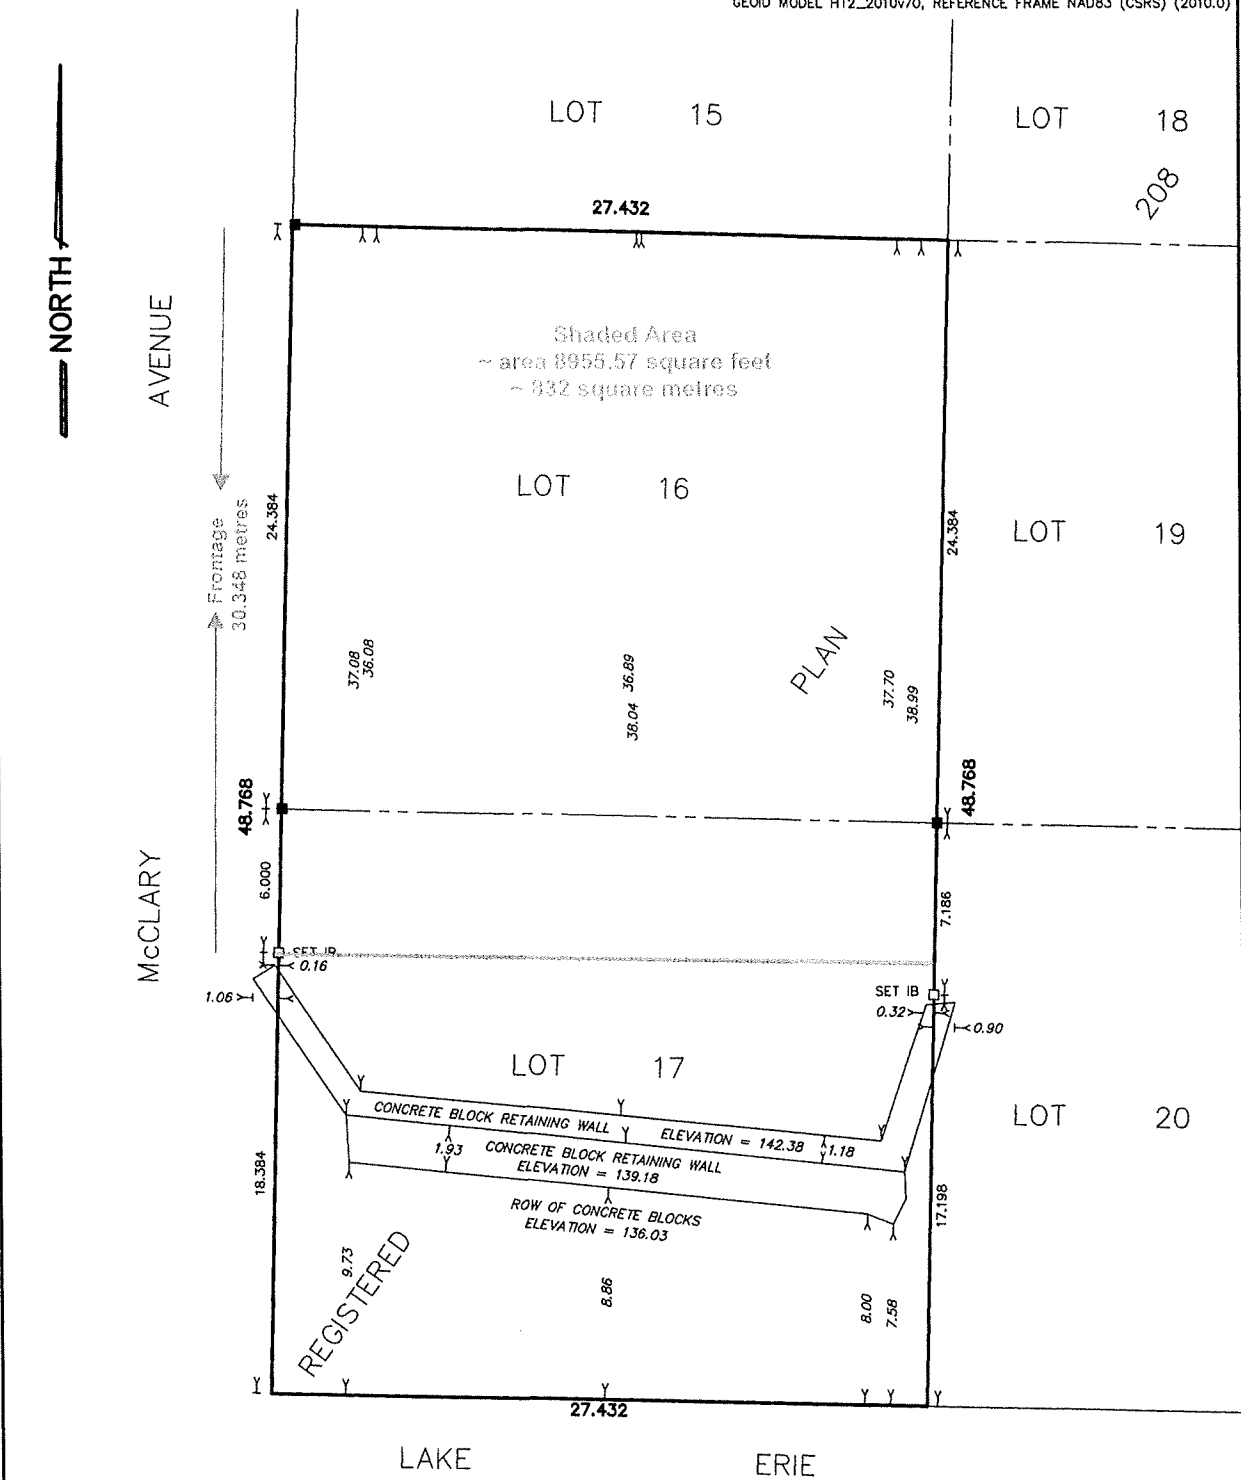 GEOID MODEL HT2_2010v70, REFERENCE FRAME NAD83 (CSRS) (2010.0)
LOT 15
LOT 18
208
27.432
NORTH
AVENUE
Shaded Area
~ area 8955.57 square feet
~ 832 square metres
LOT 16
24.384
Frontage
30.348 metres
24.384
LOT 19
37.08
36.08
38.04 36.89
PLAN
37.70
38.99
48.768
48.768
McCLARY
6.000
7.186
SET IB
0.16
1.06
SET IB
0.32
0.90
LOT 17
LOT 20
CONCRETE BLOCK RETAINING WALL
ELEVATION = 142.38
1.18
1.93
CONCRETE BLOCK RETAINING WALL
ELEVATION = 139.18
18.384
17.198
ROW OF CONCRETE BLOCKS
ELEVATION = 136.03
REGISTERED
9.73
8.86
8.00
7.58
27.432
LAKE ERIE